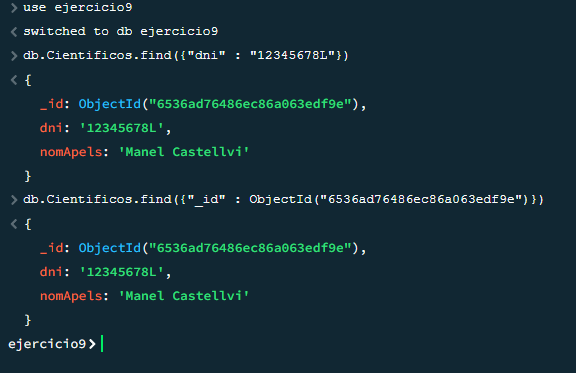 > use ejercicio9
< switched to db ejercicio9
> db.Cientificos.find({"dni" : "12345678L"})
< {
_id: ObjectId("6536ad76486ec86a063edf9e"),
dni: '12345678L',
nomApels: 'Manel Castellvi'
}
> db.Cientificos.find({"_id" : ObjectId("6536ad76486ec86a063edf9e")})
< {
_id: ObjectId("6536ad76486ec86a063edf9e"),
dni: '12345678L',
nomApels: 'Manel Castellvi'
}
ejercicio9>